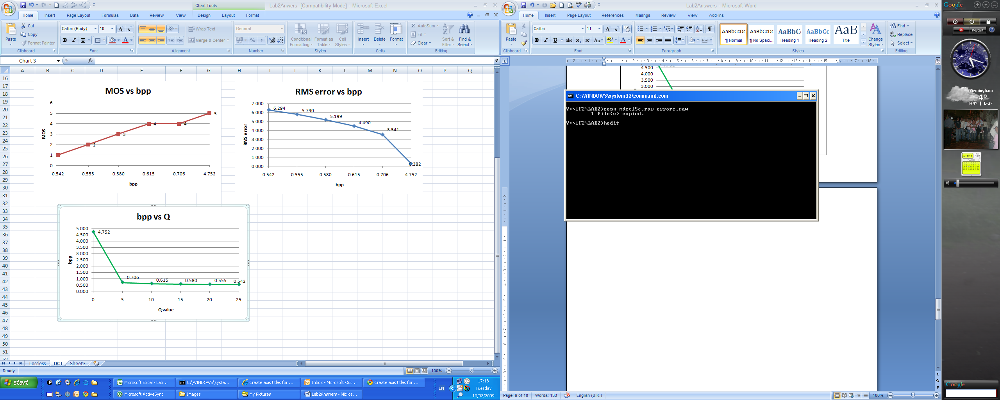 Chart Tools
Lab2Anwers [Compatibility Mode] - Microsoft Excel
Home Insert Page Layout Formulas Data Review View Design Layout Format
Paste Cut Copy Format Painter
Calibri (Body) 10
Wrap Text Merge & Center
General
Conditional Formatting Format as Table Cell Styles
Insert Delete Format
AutoSum Fill Clear
Sort & Filter Find & Select
Clipboard Font Alignment Number Styles Cells Editing
Chart 3 fx
A B C D E F G H I J K L M N O P Q
16
17
18
19
20
21
22
23
24
25
26
27
28
29
30
31
32
33
34
35
36
37
38
39
40
41
42
43
44
45
46
47
48
49
50
51
52
MOS vs bpp
MOS
6
5
4
3
2
1
0
2
3
4
4
5
0.542 0.555 0.580 0.615 0.706 4.752
bpp
RMS error vs bpp
RMS error
7.000
6.000
5.000
4.000
3.000
2.000
1.000
0.000
6.294
5.790
5.199
4.490
3.541
0.282
0.542 0.555 0.580 0.615 0.706 4.752
bpp
bpp vs Q
bpp
5.000
4.500
4.000
3.500
3.000
2.500
2.000
1.500
1.000
0.500
0.000
4.752
0.706 0.615 0.580 0.555 0.542
0 5 10 15 20 25
Q value
Lossless DCT Sheet3
Ready 100%
start
Microsoft Excel - Lab...
C:\WINDOWS\syste...
Create axis titles for ...
Inbox - Microsoft Out...
Create axis titles for ...
Microsoft ActiveSync
Images
My Pictures
Lab2Answers - Micros...
EN
17:18
Tuesday
10/02/2009
Lab2Answers - Microsoft Word
Home Insert Page Layout References Mailings Review View Add-Ins
Paste
Calibri 11
AaBbCcDc AaBbCcDc AaBbC AaBbCc AaB
¶ Normal ¶ No Spaci... Heading 1 Heading 2 Title
Change Styles
Find
Replace
Select
Clipboard Font Paragraph Styles Editing
4.500
3.500
3.000
C:\WINDOWS\system32\command.com
Y:\1F2\LAB2>copy mdct15c.raw errorc.raw
1 file(s) copied.
Y:\1F2\LAB2>hedit
Page: 9 of 10 Words: 133 English (U.K.) 100%
Google
Restart
Birmingham
4°
H4° | L-3°
5:18
Feb 2009
Google